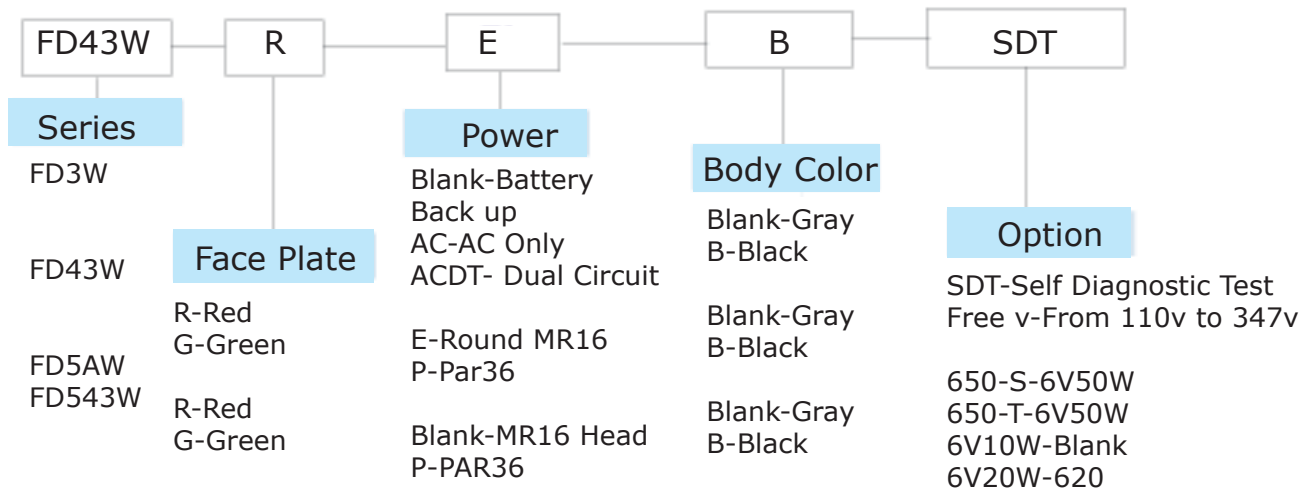 FD43W R E B SDT
Series
FD3W
FD43W
FD5AW
FD543W
Face Plate
R-Red
G-Green
R-Red
G-Green
Power
Blank-Battery
Back up
AC-AC Only
ACDT- Dual Circuit
E-Round MR16
P-Par36
Blank-MR16 Head
P-PAR36
Body Color
Blank-Gray
B-Black
Blank-Gray
B-Black
Blank-Gray
B-Black
Option
SDT-Self Diagnostic Test
Free v-From 110v to 347v
650-S-6V50W
650-T-6V50W
6V10W-Blank
6V20W-620